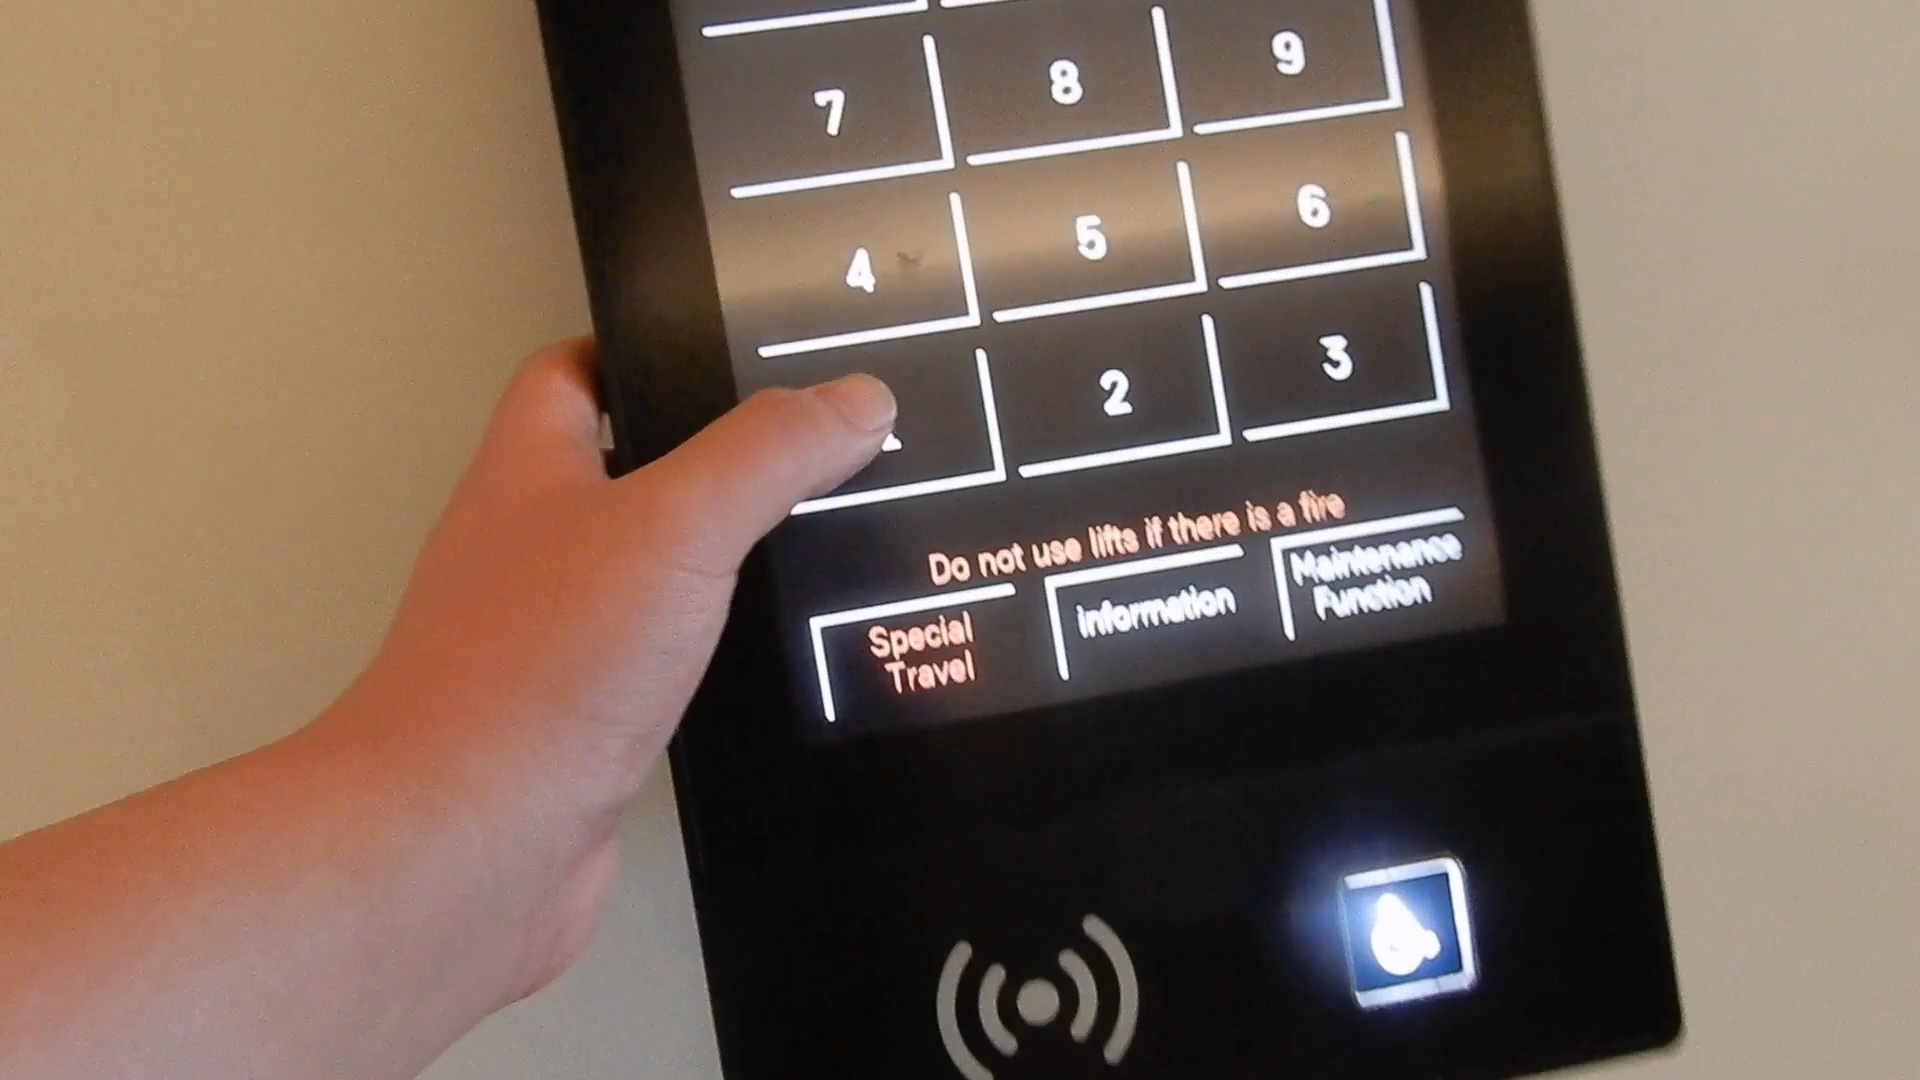 7 8 9
4 5 6
1 2 3
Do not use lifts if there is a fire
Special
Travel
information
Maintenance
Function